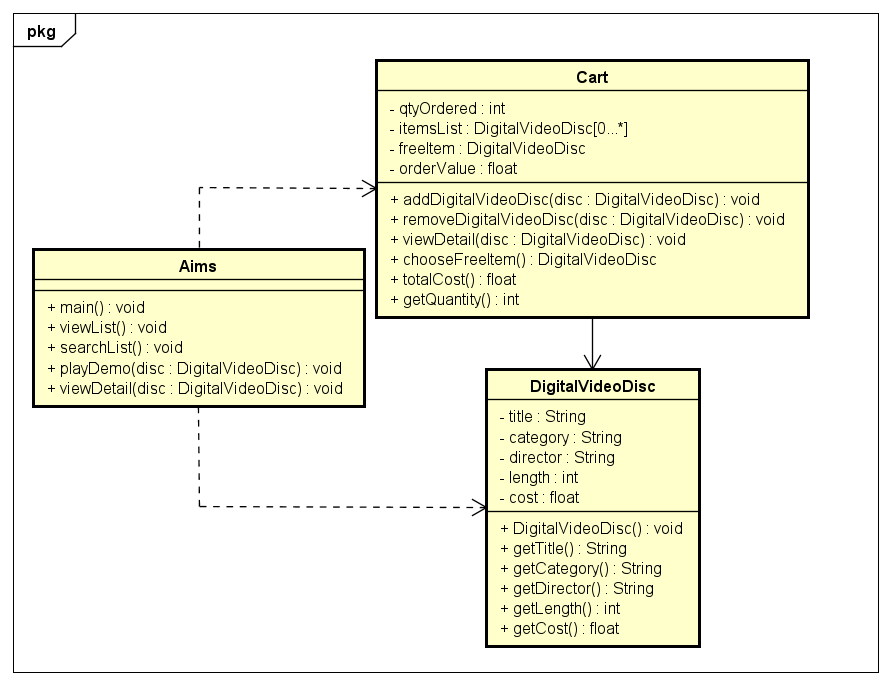 pkg
Cart
- qtyOrdered : int
- itemsList : DigitalVideoDisc[0...*]
- freeItem : DigitalVideoDisc
- orderValue : float
+ addDigitalVideoDisc(disc : DigitalVideoDisc) : void
+ removeDigitalVideoDisc(disc : DigitalVideoDisc) : void
+ viewDetail(disc : DigitalVideoDisc) : void
+ chooseFreeItem() : DigitalVideoDisc
+ totalCost() : float
+ getQuantity() : int
Aims
+ main() : void
+ viewList() : void
+ searchList() : void
+ playDemo(disc : DigitalVideoDisc) : void
+ viewDetail(disc : DigitalVideoDisc) : void
DigitalVideoDisc
- title : String
- category : String
- director : String
- length : int
- cost : float
+ DigitalVideoDisc() : void
+ getTitle() : String
+ getCategory() : String
+ getDirector() : String
+ getLength() : int
+ getCost() : float